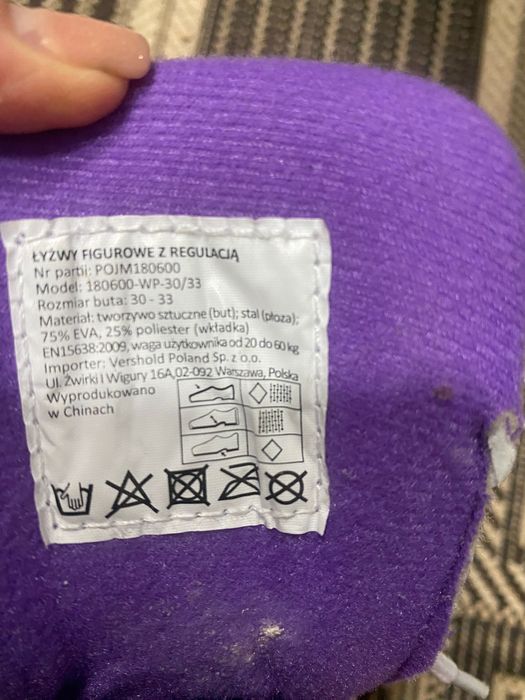 ŁYŻWY FIGUROWE Z REGULACJĄ
Nr partii: POJM180600
Model: 180600-WP-30/33
Rozmiar buta: 30 - 33
Materiał: tworzywo sztuczne (but); stal (płoza);
75% EVA, 25% poliester (wkładka)
EN15638:2009, waga użytkownika od 20 do 60 kg
Importer: Vershold Poland Sp. z o.o.
Ul. Żwirki I Wigury 16A,02-092 Warszawa, Polska
Wyprodukowano
w Chinach